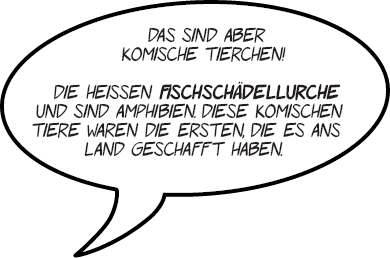 DAS SIND ABER
KOMISCHE TIERCHEN!
DIE HEISSEN FISCHSCHÄDELLURCHE
UND SIND AMPHIBIEN. DIESE KOMISCHEN
TIERE WAREN DIE ERSTEN, DIE ES ANS
LAND GESCHAFFT HABEN.